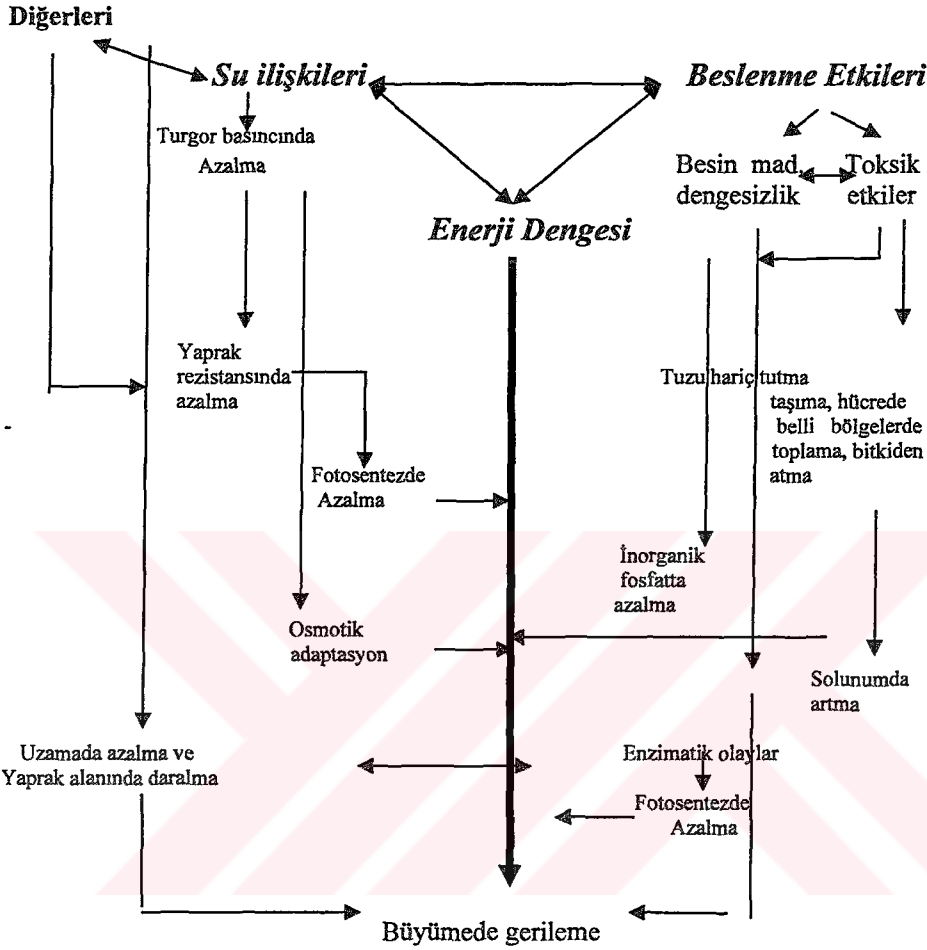 Diğerleri
Su ilişkileri
Beslenme Etkileri
Turgor basıncında
Azalma
Besin mad.
dengesizlik
Toksik
etkiler
Enerji Dengesi
Yaprak
rezistansında
azalma
Tuzu hariç tutma
taşıma, hücrede
belli bölgelerde
toplama, bitkiden
atma
Fotosentezde
Azalma
İnorganik
fosfatta
azalma
Osmotik
adaptasyon
Solunumda
artma
Uzamada azalma ve
Yaprak alanında daralma
Enzimatik olaylar
Fotosentezde
Azalma
Büyümede gerileme